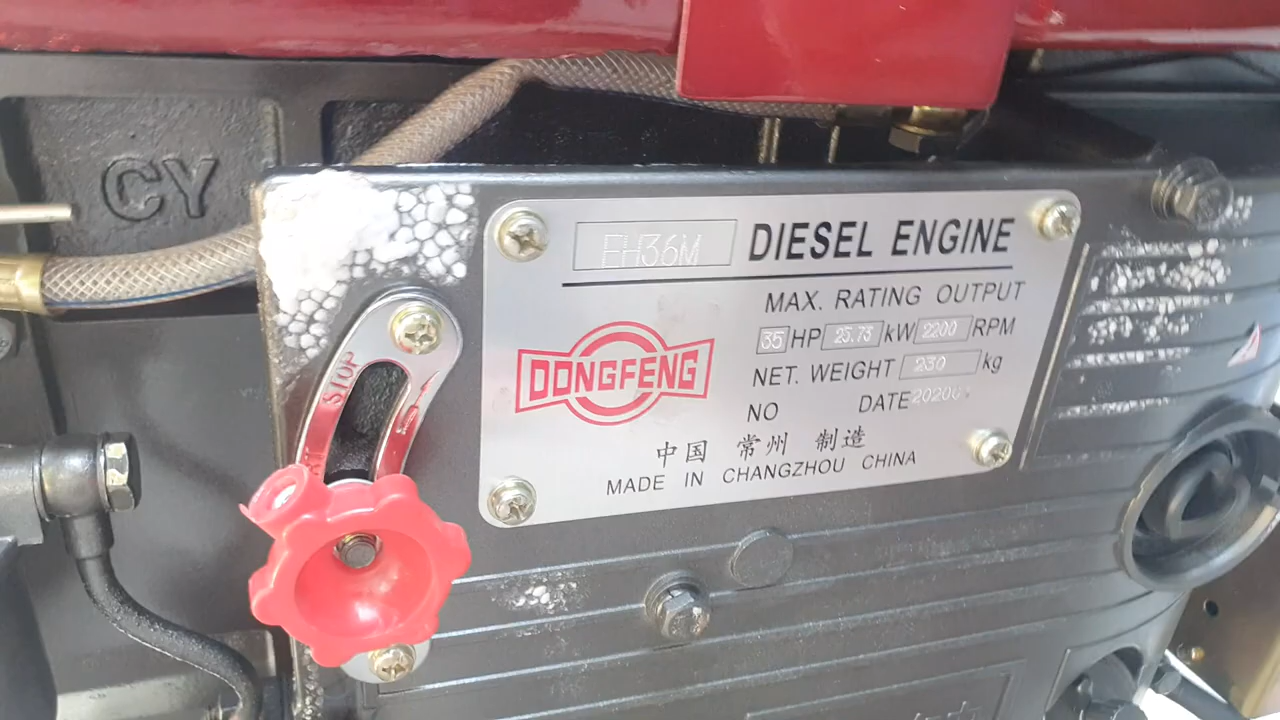 CY
EH36M DIESEL ENGINE
MAX. RATING OUTPUT
35 HP 25.73 kW 2200 RPM
NET. WEIGHT 230 kg
NO DATE 2020
DONGFENG
中国 常州 制造
MADE IN CHANGZHOU CHINA
STOP